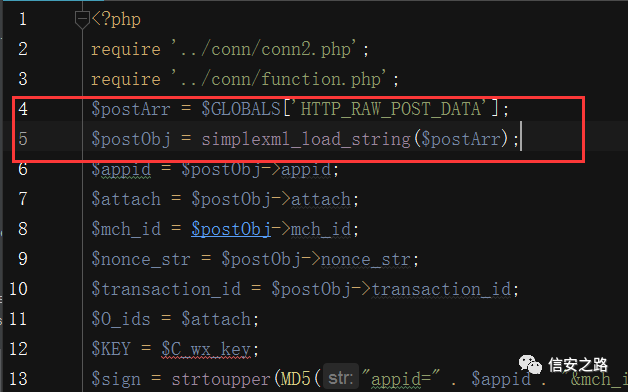 1 <?php
2 require '../conn/conn2.php';
3 require '../conn/function.php';
4 $postArr = $GLOBALS['HTTP_RAW_POST_DATA'];
5 $postObj = simplexml_load_string($postArr);
6 $appid = $postObj->appid;
7 $attach = $postObj->attach;
8 $mch_id = $postObj->mch_id;
9 $nonce_str = $postObj->nonce_str;
10 $transaction_id = $postObj->transaction_id;
11 $O_ids = $attach;
12 $KEY = $C_wx_key;
13 $sign = strtoupper(MD5( str: "appid=" . $appid . "&mch_i
信安之路